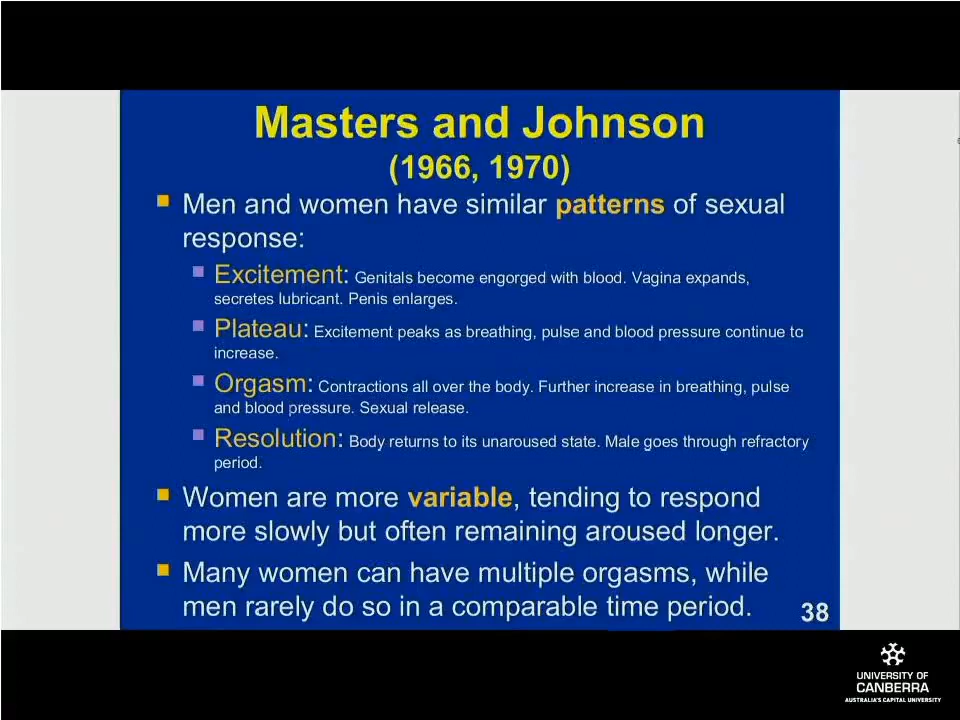 Masters and Johnson
(1966, 1970)
Men and women have similar patterns of sexual
response:
Excitement: Genitals become engorged with blood. Vagina expands,
secretes lubricant. Penis enlarges.
Plateau: Excitement peaks as breathing, pulse and blood pressure continue to
increase.
Orgasm: Contractions all over the body. Further increase in breathing, pulse
and blood pressure. Sexual release.
Resolution: Body returns to its unaroused state. Male goes through refractory
period.
Women are more variable, tending to respond
more slowly but often remaining aroused longer.
Many women can have multiple orgasms, while
men rarely do so in a comparable time period.
38
UNIVERSITY OF
CANBERRA
AUSTRALIA'S CAPITAL UNIVERSITY